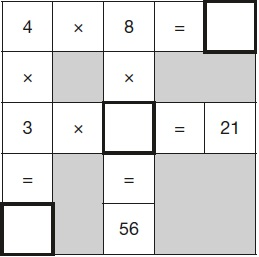 4 × 8 =
× ×
3 × = 21
= =
56